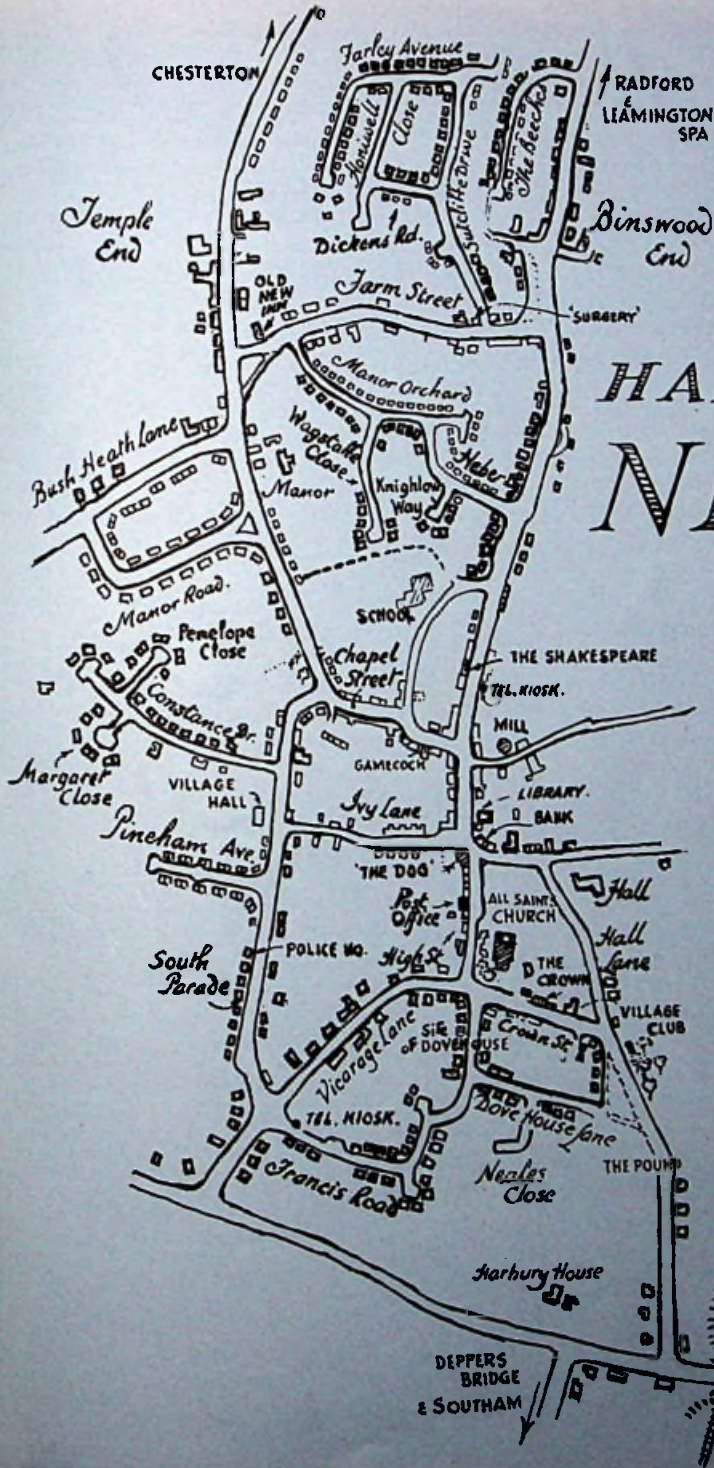 CHESTERTON
Farley Avenue
RADFORD
&
LEAMINGTON
SPA
Honiwell
Close
Sutcliffe Drive
The Beeches
Temple
End
Dickens Rd.
Binswood
End
OLD
NEW
INN
Farm Street
'SURGERY'
Manor Orchard
HA
N
Bush Heath Lane
Wagstaffe
Close
Manor
Knightlow
Way
Heber
Manor Road.
SCHOOL
Penelope
Close
Chapel
Street
THE SHAKESPEARE
TEL. KIOSK.
Constance Dr.
MILL
Margaret
Close
VILLAGE
HALL
GAMECOCK
LIBRARY.
BANK
Ivy Lane
Pineham Ave.
'THE DOG'
Post
Office
ALL SAINTS
CHURCH
Hall
Hall
Lane
POLICE HO.
High St.
THE
CROWN
South
Parade
VILLAGE
CLUB
Vicarage Lane
SITE
OF DOVEHOUSE
Crown St.
TEL. KIOSK.
Dove House Lane
Francis Road
Neales
Close
THE POUND
Harbury House
DEPPERS
BRIDGE
& SOUTHAM